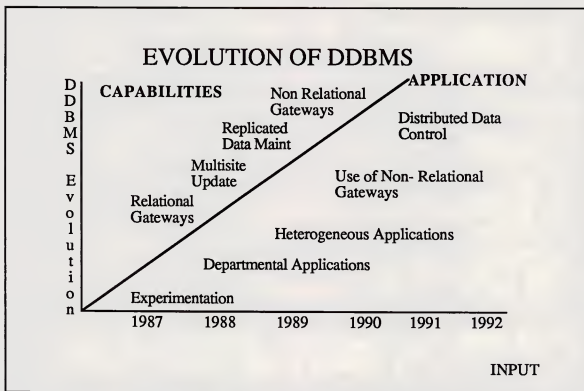 EVOLUTION OF DDBMS
DDBMS Evolution
CAPABILITIES
APPLICATION
Non Relational
Gateways
Replicated
Data Maint
Multisite
Update
Relational
Gateways
Distributed Data
Control
Use of Non- Relational
Gateways
Heterogeneous Applications
Departmental Applications
Experimentation
1987 1988 1989 1990 1991 1992
INPUT